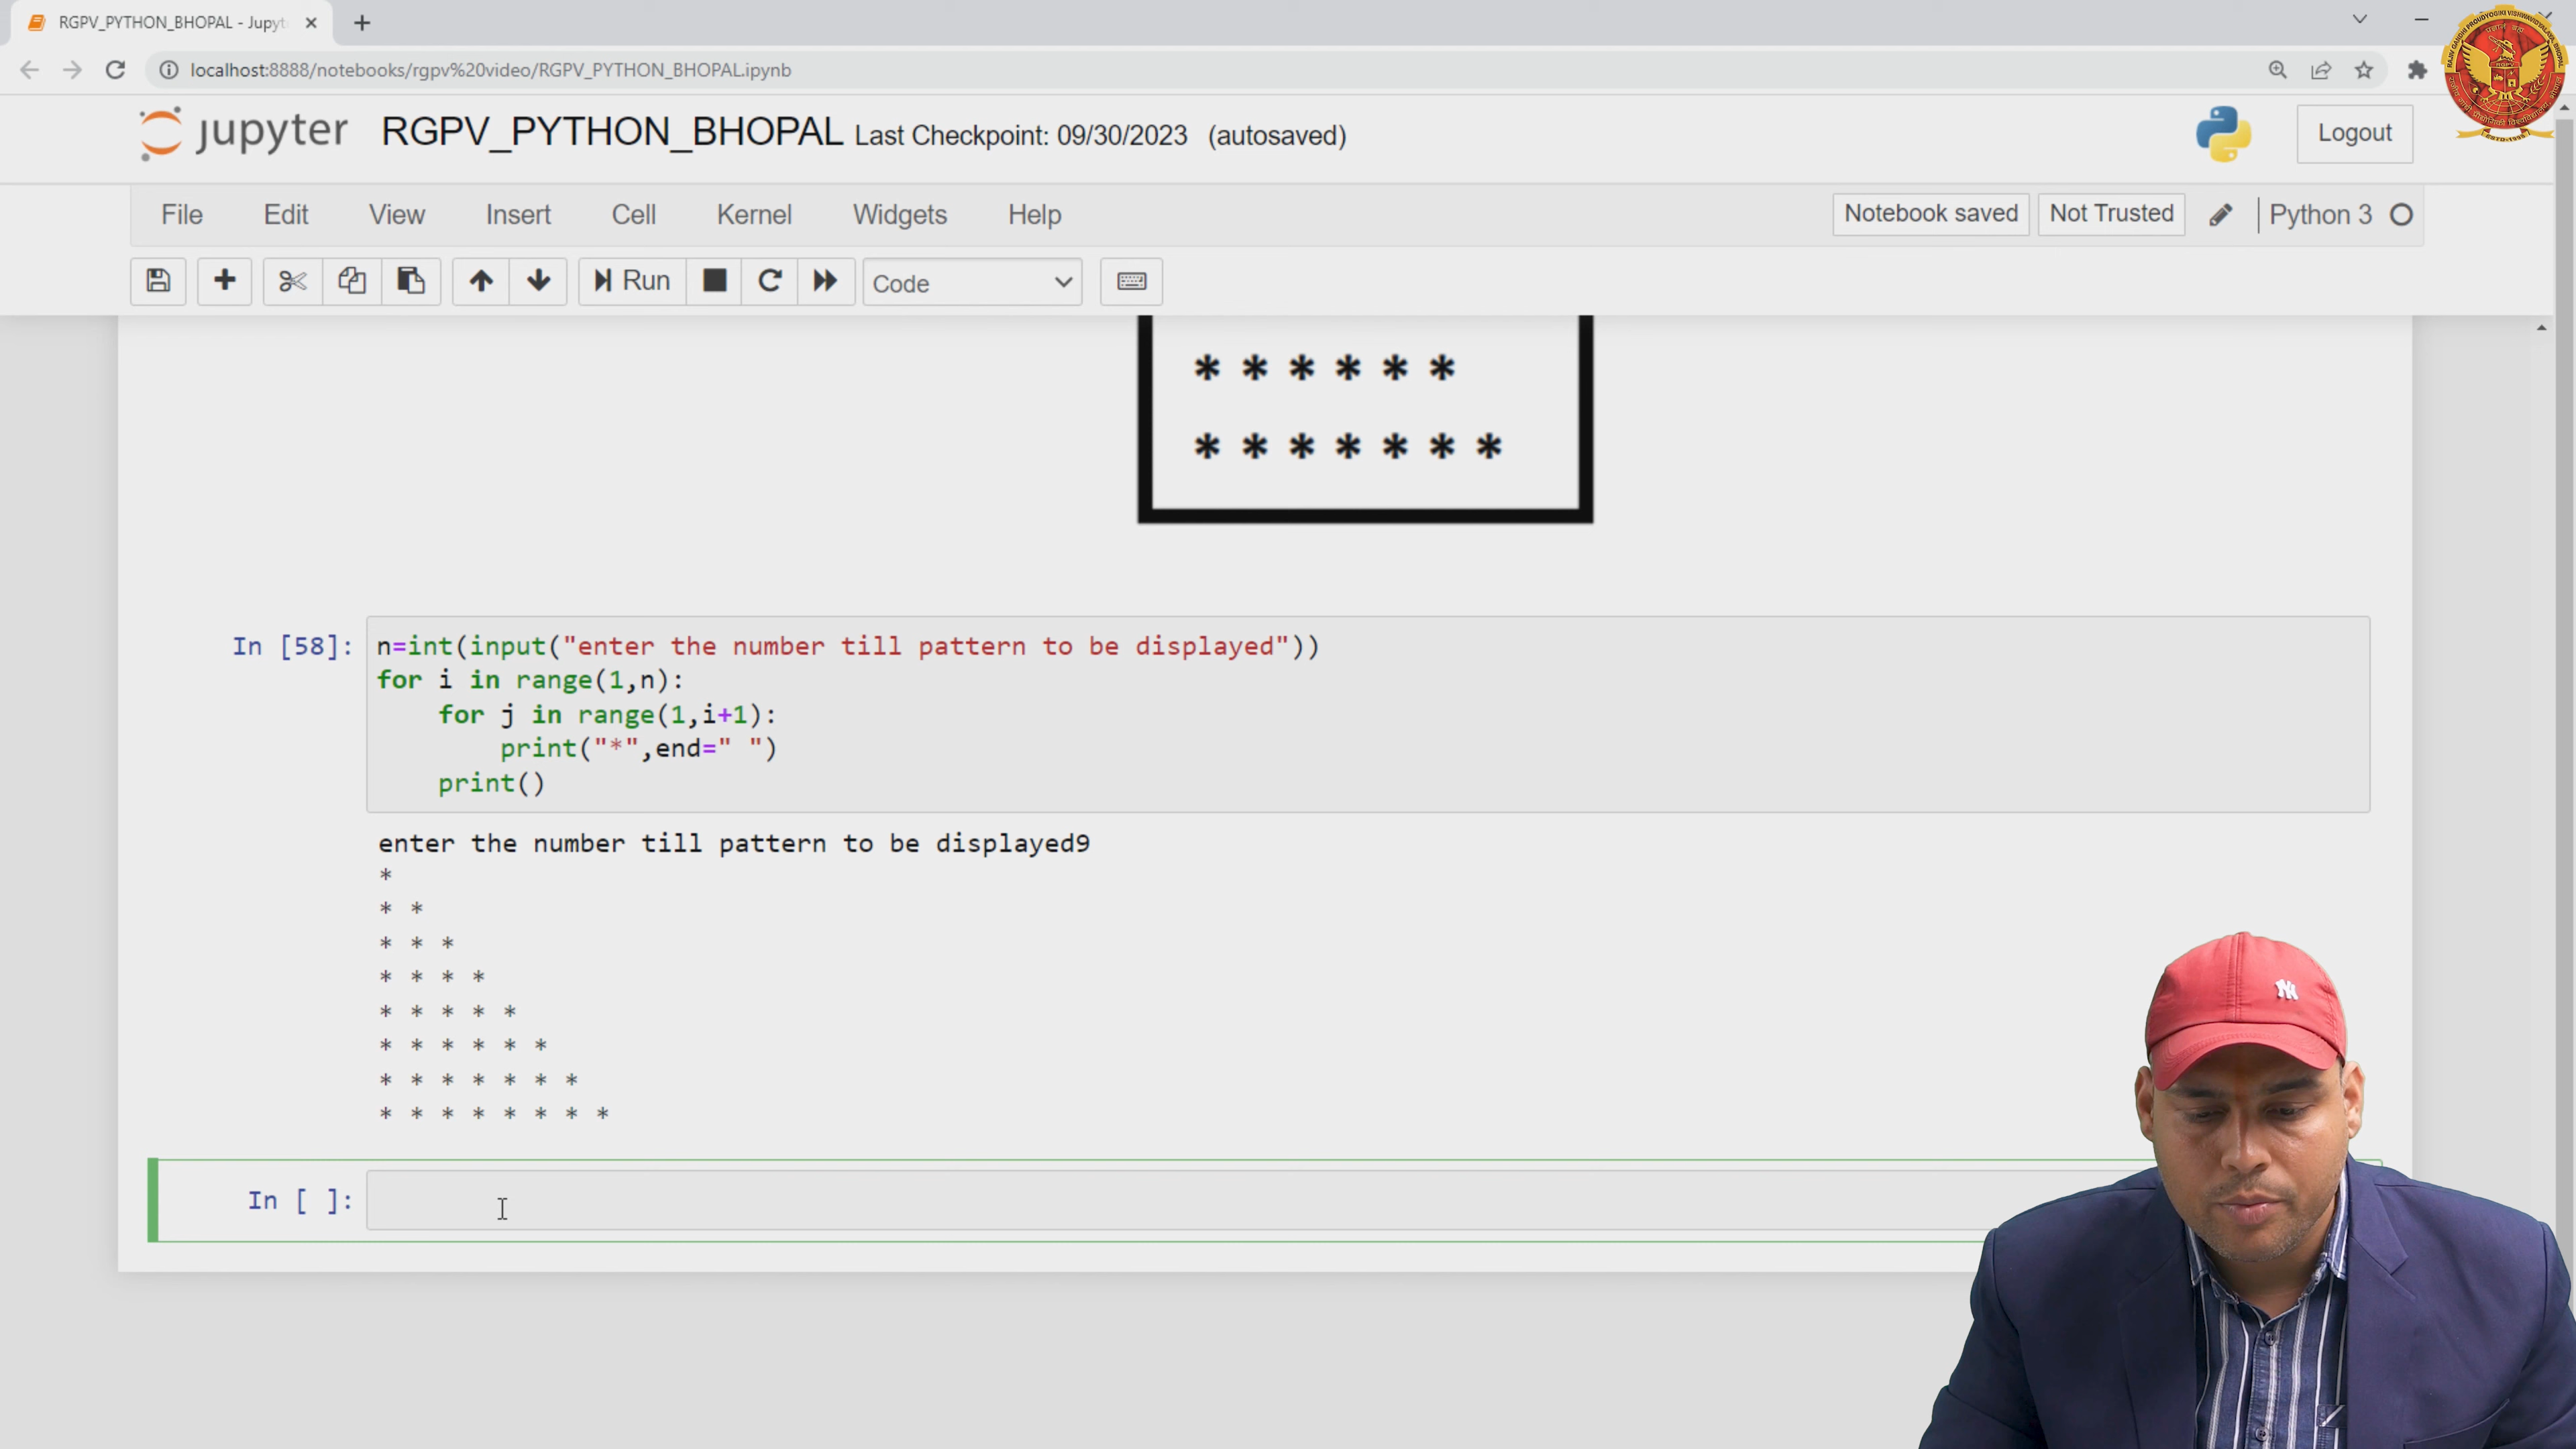 RGPV_PYTHON_BHOPAL - Jupyt
localhost:8888/notebooks/rgpv%20video/RGPV_PYTHON_BHOPAL.ipynb
jupyter RGPV_PYTHON_BHOPAL Last Checkpoint: 09/30/2023 (autosaved)
Logout
File Edit View Insert Cell Kernel Widgets Help
Notebook saved Not Trusted Python 3
Run Code
* * * * * *
* * * * * * *
In [58]: n=int(input("enter the number till pattern to be displayed"))
for i in range(1,n):
    for j in range(1,i+1):
        print("*",end=" ")
    print()
enter the number till pattern to be displayed9
*
* *
* * *
* * * *
* * * * *
* * * * * *
* * * * * * *
* * * * * * * *
In [ ]: